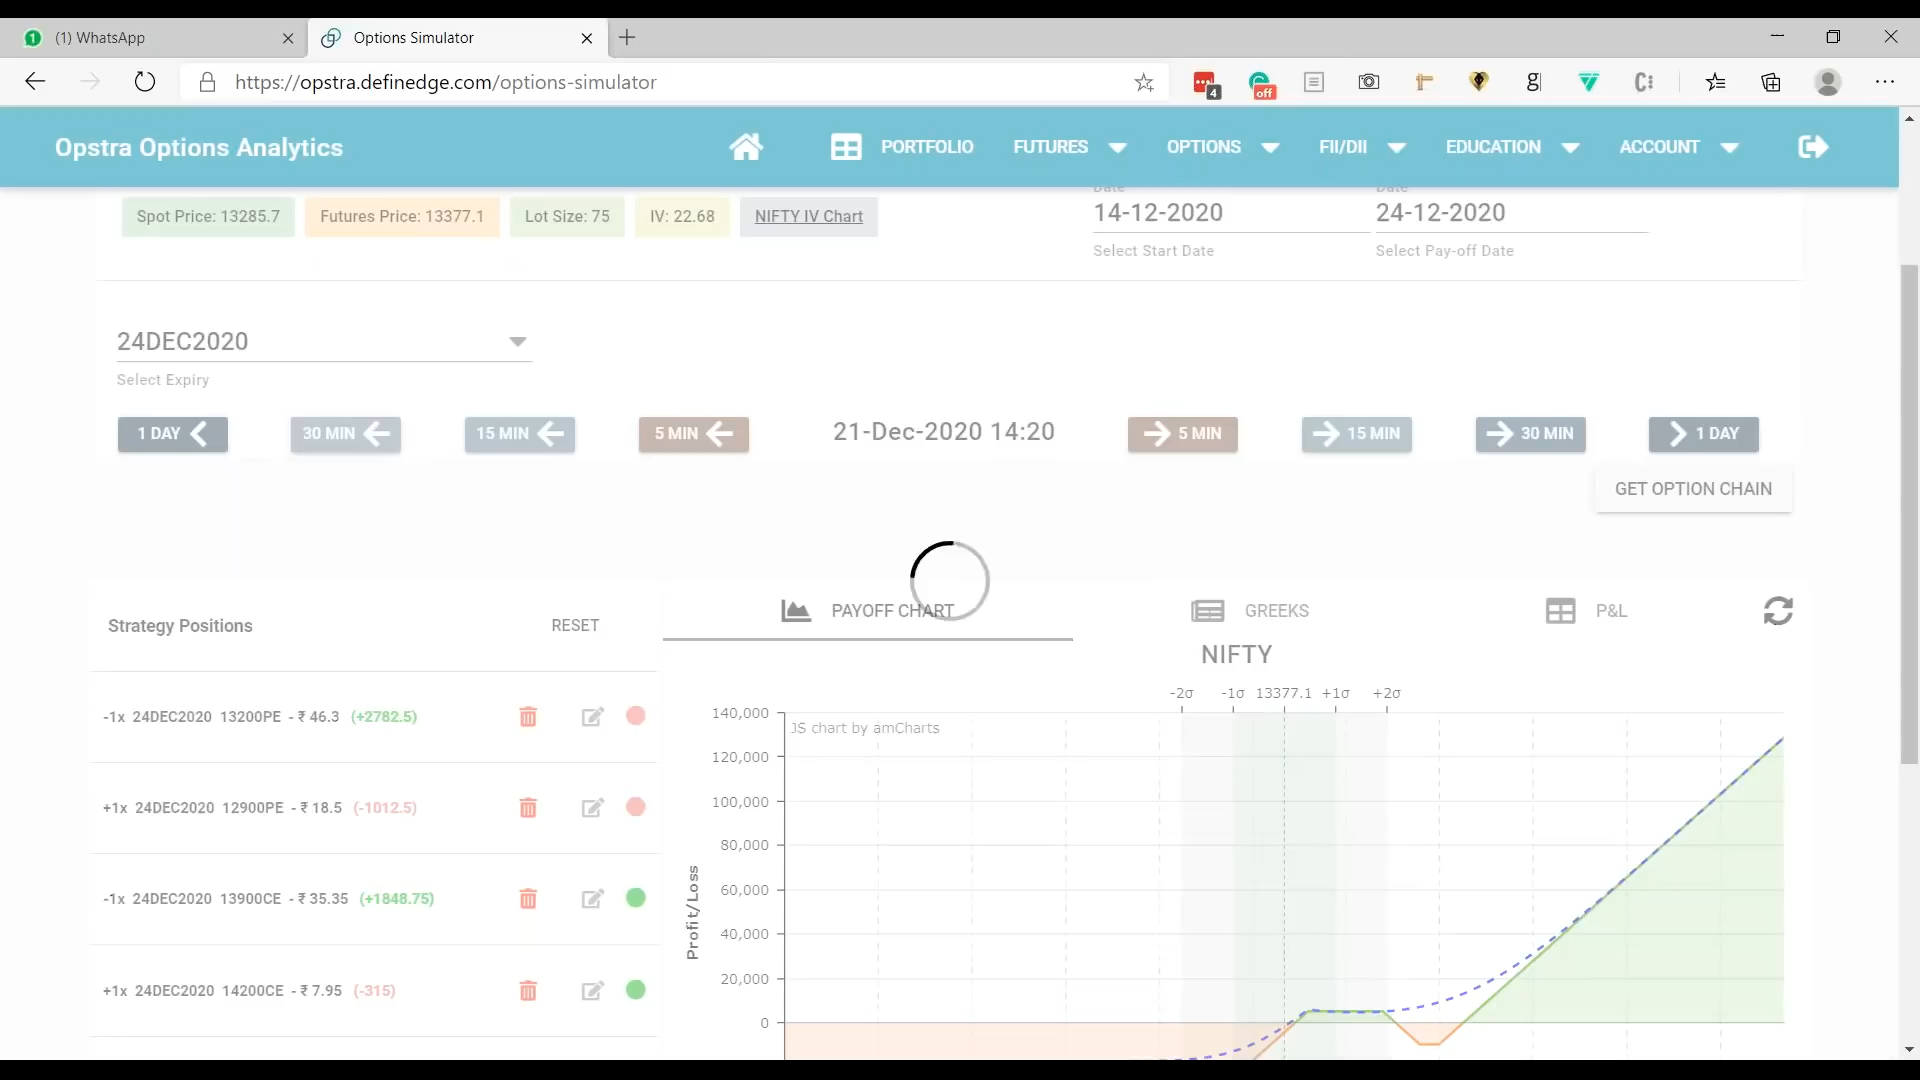 (1) WhatsApp
Options Simulator
https://opstra.definedge.com/options-simulator
4
off
g
Opstra Options Analytics
PORTFOLIO
FUTURES
OPTIONS
FII/DII
EDUCATION
ACCOUNT
Date
Date
Spot Price: 13285.7
Futures Price: 13377.1
Lot Size: 75
IV: 22.68
NIFTY IV Chart
14-12-2020
24-12-2020
Select Start Date
Select Pay-off Date
24DEC2020
Select Expiry
1 DAY
30 MIN
15 MIN
5 MIN
21-Dec-2020 14:20
5 MIN
15 MIN
30 MIN
1 DAY
GET OPTION CHAIN
Strategy Positions
RESET
PAYOFF CHART
GREEKS
P&L
NIFTY
-2σ -1σ 13377.1 +1σ +2σ
JS chart by amCharts
-1x 24DEC2020 13200PE - ₹ 46.3 (+2782.5)
+1x 24DEC2020 12900PE - ₹ 18.5 (-1012.5)
-1x 24DEC2020 13900CE - ₹ 35.35 (+1848.75)
+1x 24DEC2020 14200CE - ₹ 7.95 (-315)
Profit/Loss
140,000
120,000
100,000
80,000
60,000
40,000
20,000
0